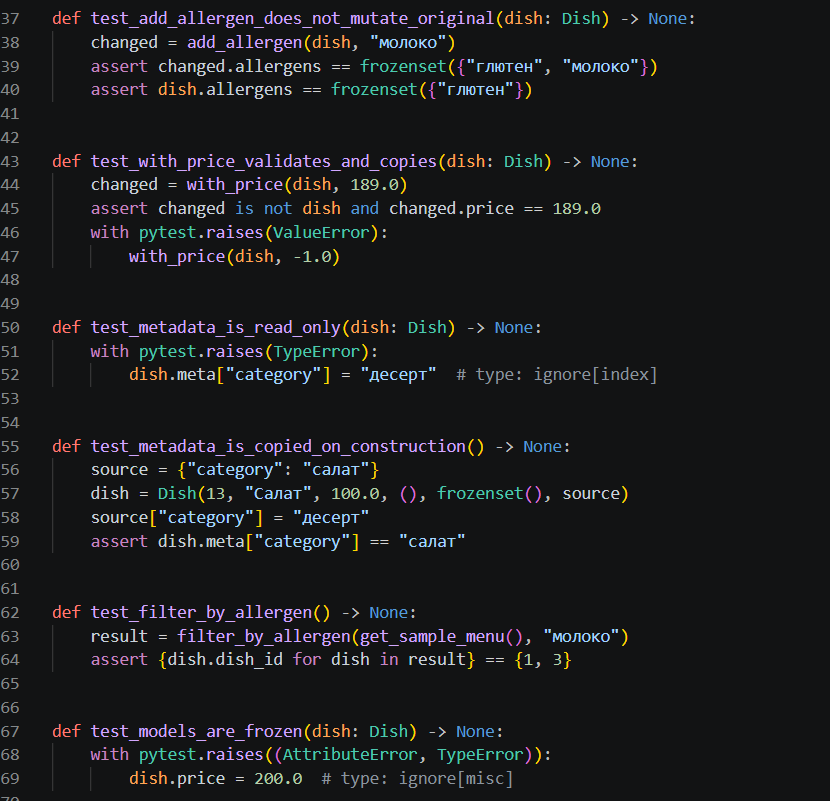 37 def test_add_allergen_does_not_mutate_original(dish: Dish) -> None:
38     changed = add_allergen(dish, "молоко")
39     assert changed.allergens == frozenset({"глютен", "молоко"})
40     assert dish.allergens == frozenset({"глютен"})
41
42
43 def test_with_price_validates_and_copies(dish: Dish) -> None:
44     changed = with_price(dish, 189.0)
45     assert changed is not dish and changed.price == 189.0
46     with pytest.raises(ValueError):
47         with_price(dish, -1.0)
48
49
50 def test_metadata_is_read_only(dish: Dish) -> None:
51     with pytest.raises(TypeError):
52         dish.meta["category"] = "десерт"  # type: ignore[index]
53
54
55 def test_metadata_is_copied_on_construction() -> None:
56     source = {"category": "салат"}
57     dish = Dish(13, "Салат", 100.0, (), frozenset(), source)
58     source["category"] = "десерт"
59     assert dish.meta["category"] == "салат"
60
61
62 def test_filter_by_allergen() -> None:
63     result = filter_by_allergen(get_sample_menu(), "молоко")
64     assert {dish.dish_id for dish in result} == {1, 3}
65
66
67 def test_models_are_frozen(dish: Dish) -> None:
68     with pytest.raises((AttributeError, TypeError)):
69         dish.price = 200.0  # type: ignore[misc]